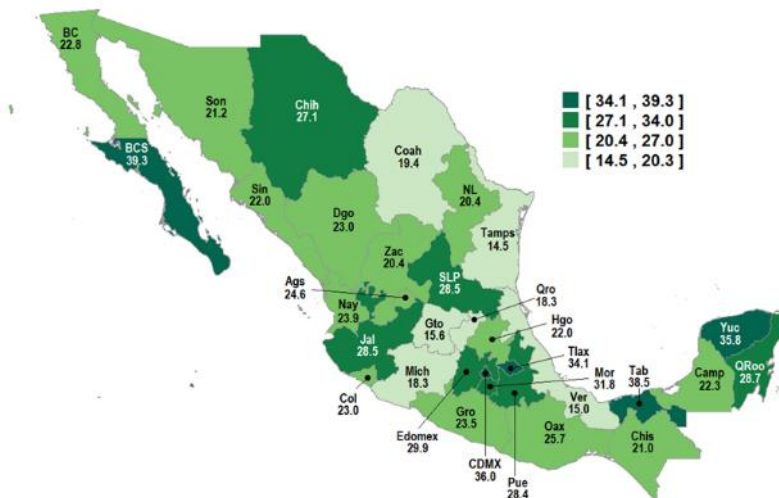 BC
22.8
Son
21.2
Chih
27.1
[ 34.1 , 39.3 ]
[ 27.1 , 34.0 ]
[ 20.4 , 27.0 ]
[ 14.5 , 20.3 ]
BCS
39.3
Coah
19.4
Sin
22.0
NL
20.4
Dgo
23.0
Tamps
14.5
Zac
20.4
Ags
24.6
SLP
28.5
Qro
18.3
Nay
23.9
Gto
15.6
Hgo
22.0
Jal
28.5
Yuc
35.8
Tlax
34.1
QRoo
28.7
Mich
18.3
Mor
31.8
Tab
38.5
Camp
22.3
Col
23.0
Ver
15.0
Gro
23.5
Edomex
29.9
Oax
25.7
Chis
21.0
CDMX
36.0
Pue
28.4